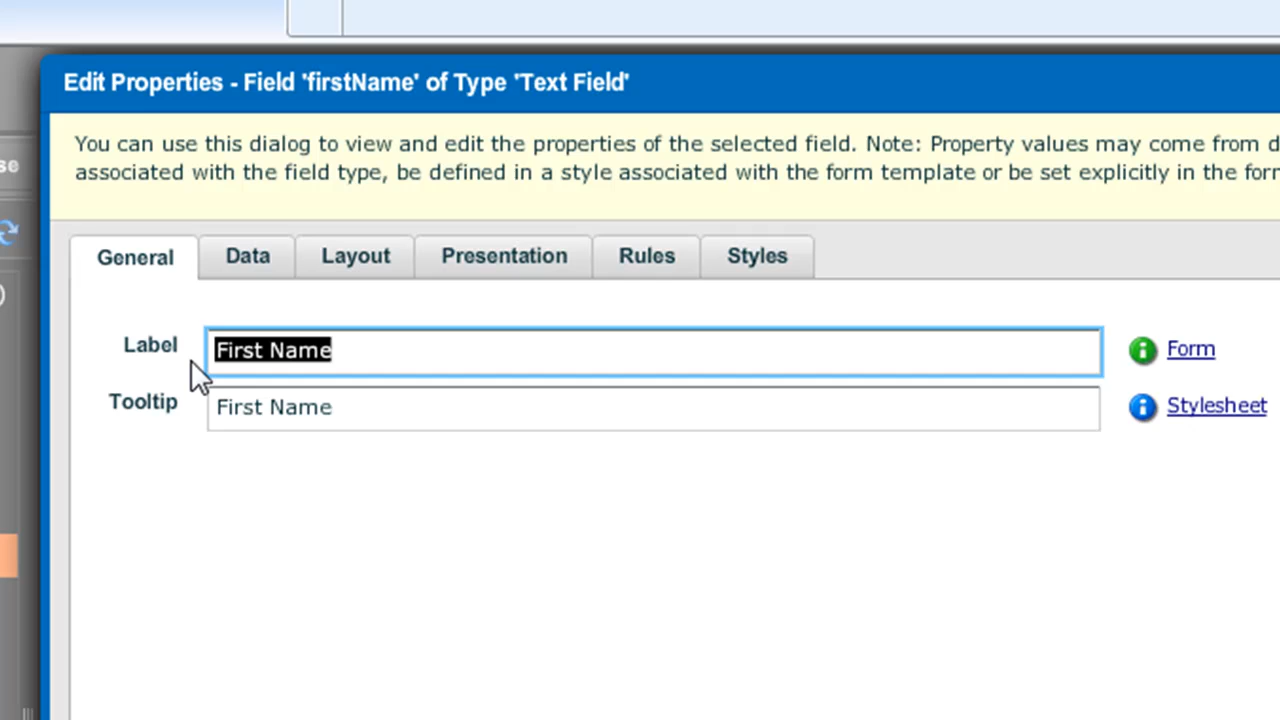 Edit Properties - Field 'firstName' of Type 'Text Field'
You can use this dialog to view and edit the properties of the selected field. Note: Property values may come from
associated with the field type, be defined in a style associated with the form template or be set explicitly in the
General Data Layout Presentation Rules Styles
Label First Name Form
Tooltip First Name Stylesheet